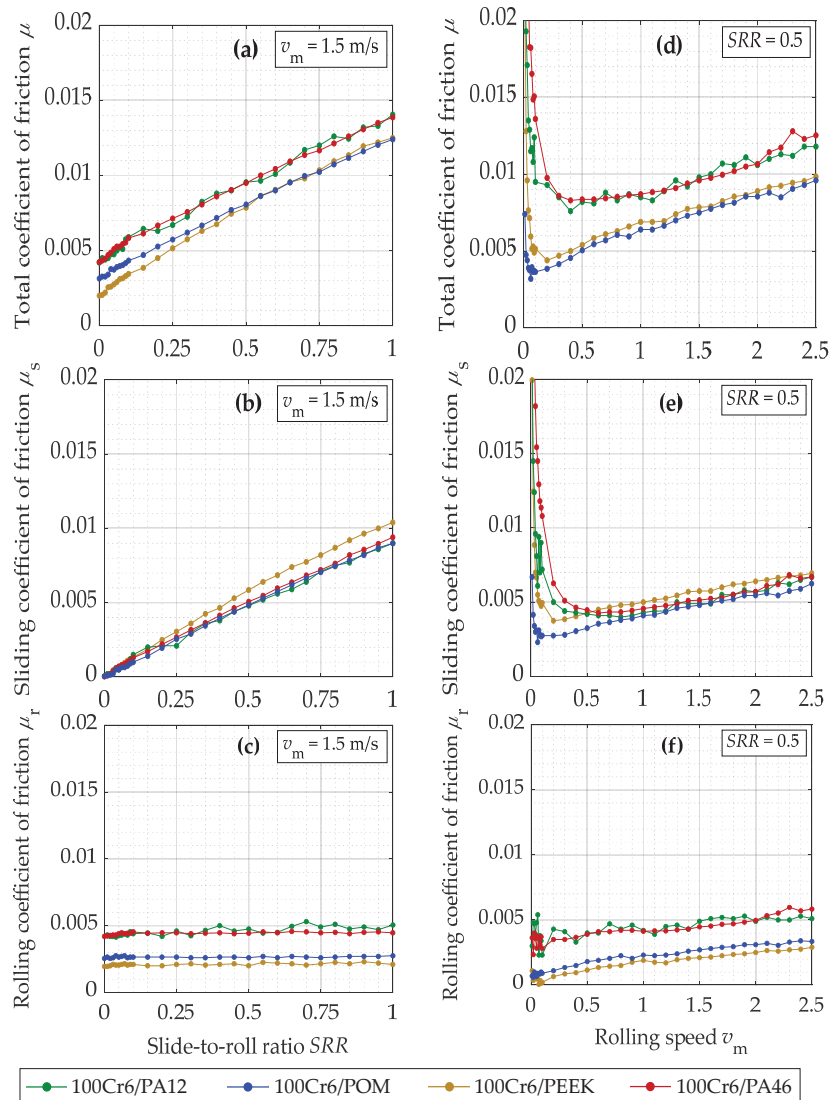 Total coefficient of friction μ
0.02
0.015
0.01
0.005
0
(a)
v_m = 1.5 m/s
0 0.25 0.5 0.75 1
Total coefficient of friction μ
0.02
0.015
0.01
0.005
0
(d)
SRR = 0.5
0 0.5 1 1.5 2 2.5
Sliding coefficient of friction μ_s
0.02
0.015
0.01
0.005
0
(b)
v_m = 1.5 m/s
0 0.25 0.5 0.75 1
Sliding coefficient of friction μ_s
0.02
0.015
0.01
0.005
0
(e)
SRR = 0.5
0 0.5 1 1.5 2 2.5
Rolling coefficient of friction μ_r
0.02
0.015
0.01
0.005
0
(c)
v_m = 1.5 m/s
0 0.25 0.5 0.75 1
Slide-to-roll ratio SRR
Rolling coefficient of friction μ_r
0.02
0.015
0.01
0.005
0
(f)
SRR = 0.5
0 0.5 1 1.5 2 2.5
Rolling speed v_m
100Cr6/PA12 100Cr6/POM 100Cr6/PEEK 100Cr6/PA46